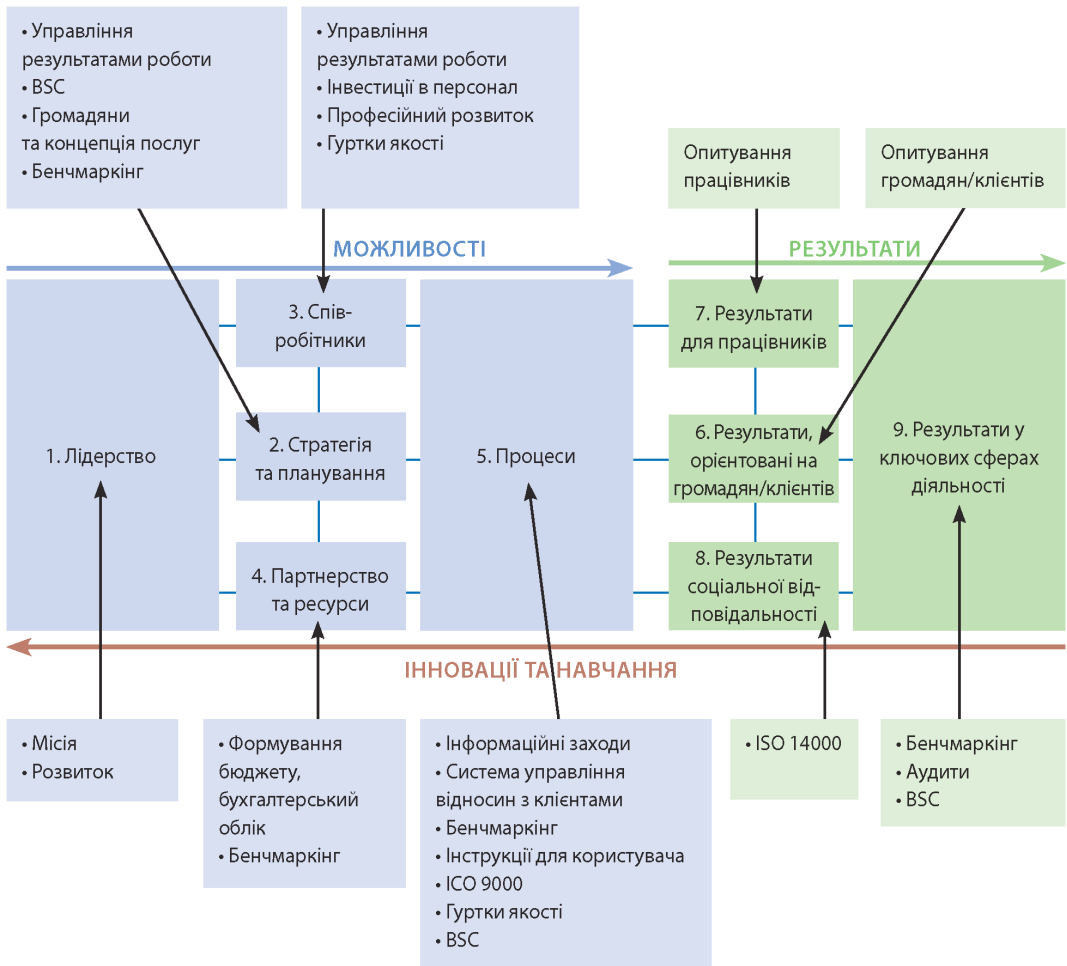 • Управління
результатами роботи
• BSC
• Громадяни
та концепція послуг
• Бенчмаркінг
• Управління
результатами роботи
• Інвестиції в персонал
• Професійний розвиток
• Гуртки якості
Опитування
працівників
Опитування
громадян/клієнтів
МОЖЛИВОСТІ
РЕЗУЛЬТАТИ
1. Лідерство
3. Спів-
робітники
2. Стратегія
та планування
4. Партнерство
та ресурси
5. Процеси
7. Результати
для працівників
6. Результати,
орієнтовані на
громадян/клієнтів
8. Результати
соціальної від-
повідальності
9. Результати у
ключових сферах
діяльності
ІННОВАЦІЇ ТА НАВЧАННЯ
• Місія
• Розвиток
• Формування
бюджету,
бухгалтерський
облік
• Бенчмаркінг
• Інформаційні заходи
• Система управління
відносин з клієнтами
• Бенчмаркінг
• Інструкції для користувача
• ІСО 9000
• Гуртки якості
• BSC
• ISO 14000
• Бенчмаркінг
• Аудити
• BSC